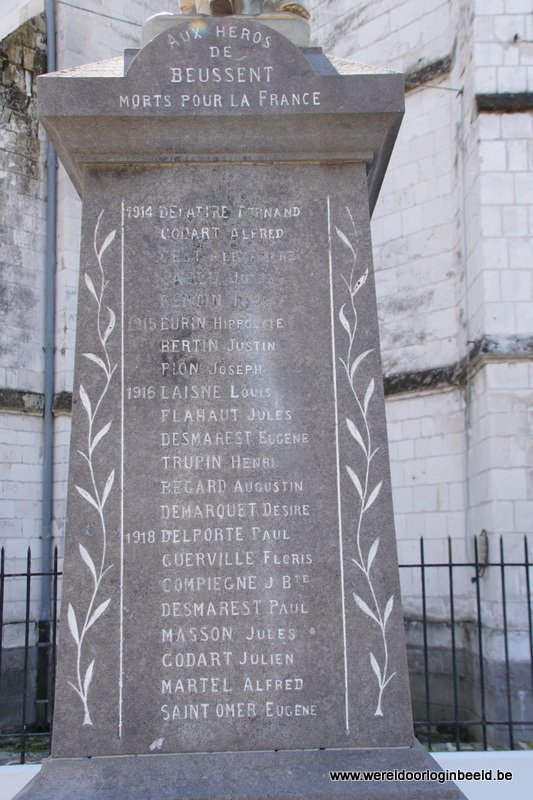 AUX HEROS
DE
BEUSSENT
MORTS POUR LA FRANCE
1914 DELATTRE FERNAND
GODART ALFRED
BERTIN
1915 EURIN HIPPOLYTE
BERTIN JUSTIN
PION JOSEPH
1916 LAISNE LOUIS
FLAHAUT JULES
DESMAREST EUGENE
TRUPIN HENRI
BEGARD AUGUSTIN
DEMARQUET DESIRE
1918 DELPORTE PAUL
GUERVILLE FLORIS
COMPIEGNE J BTE
DESMAREST PAUL
MASSON JULES
GODART JULIEN
MARTEL ALFRED
SAINT OMER EUGENE
www.wereldoorloginbeeld.be